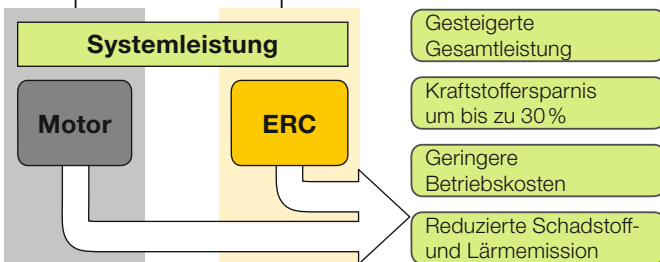 Systemleistung
Motor
ERC
Gesteigerte
Gesamtleistung
Kraftstoffersparnis
um bis zu 30 %
Geringere
Betriebskosten
Reduzierte Schadstoff-
und Lärmemission